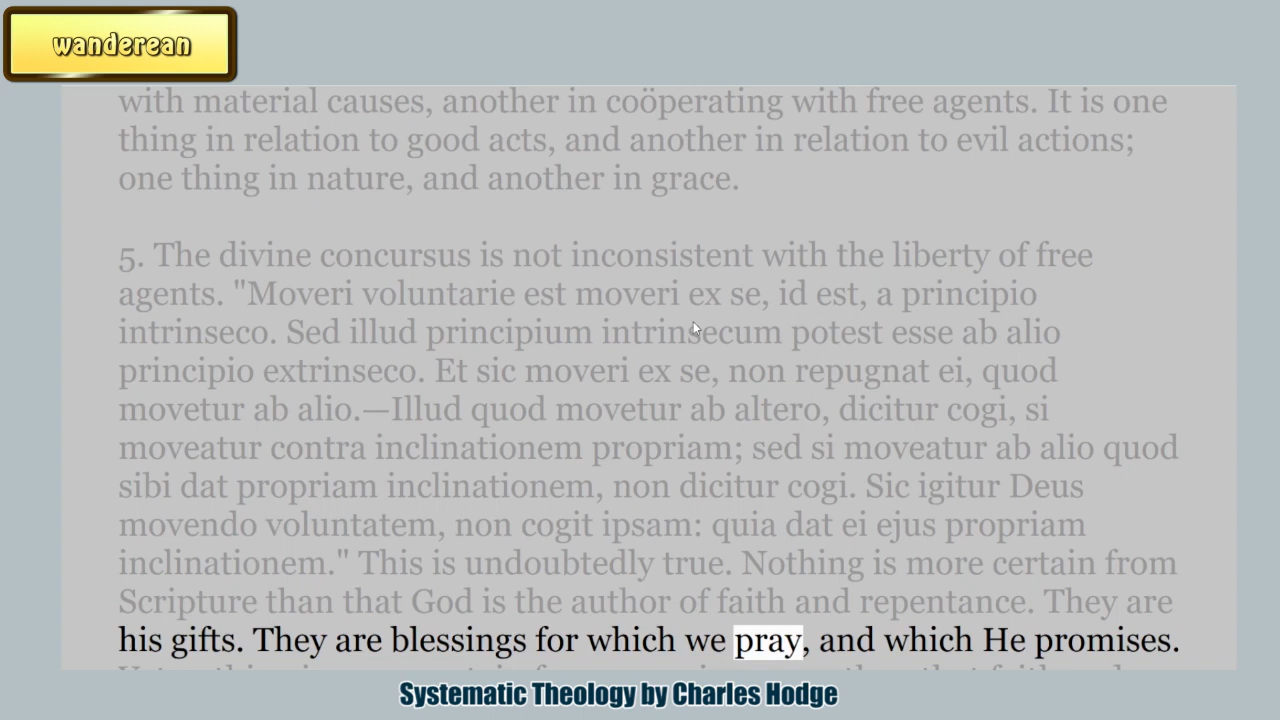 wanderean
with material causes, another in coöperating with free agents. It is one
thing in relation to good acts, and another in relation to evil actions;
one thing in nature, and another in grace.
5. The divine concursus is not inconsistent with the liberty of free
agents. "Moveri voluntarie est moveri ex se, id est, a principio
intrinseco. Sed illud principium intrinsecum potest esse ab alio
principio extrinseco. Et sic moveri ex se, non repugnat ei, quod
movetur ab alio.—Illud quod movetur ab altero, dicitur cogi, si
moveatur contra inclinationem propriam; sed si moveatur ab alio quod
sibi dat propriam inclinationem, non dicitur cogi. Sic igitur Deus
movendo voluntatem, non cogit ipsam: quia dat ei ejus propriam
inclinationem." This is undoubtedly true. Nothing is more certain from
Scripture than that God is the author of faith and repentance. They are
his gifts. They are blessings for which we pray, and which He promises.
Systematic Theology by Charles Hodge